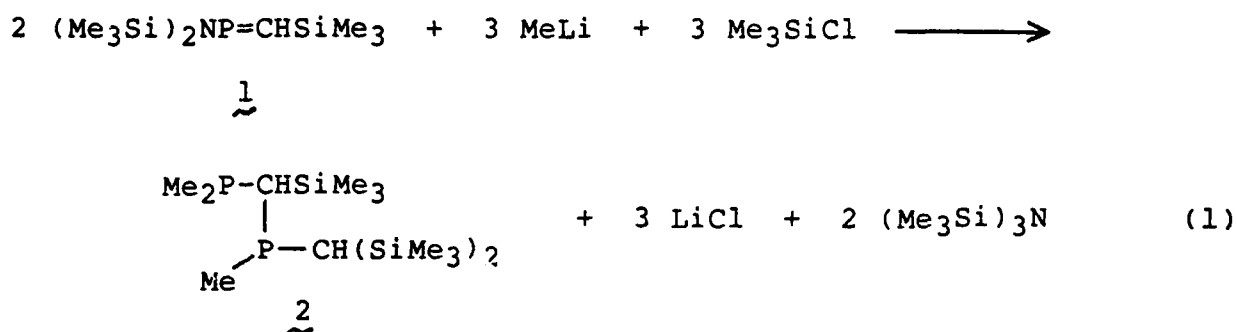 2 (Me3Si)2NP=CHSiMe3 + 3 MeLi + 3 Me3SiCl ⟶
1
Me2P-CHSiMe3
+ 3 LiCl + 2 (Me3Si)3N (1)
P—CH(SiMe3)2
Me
2